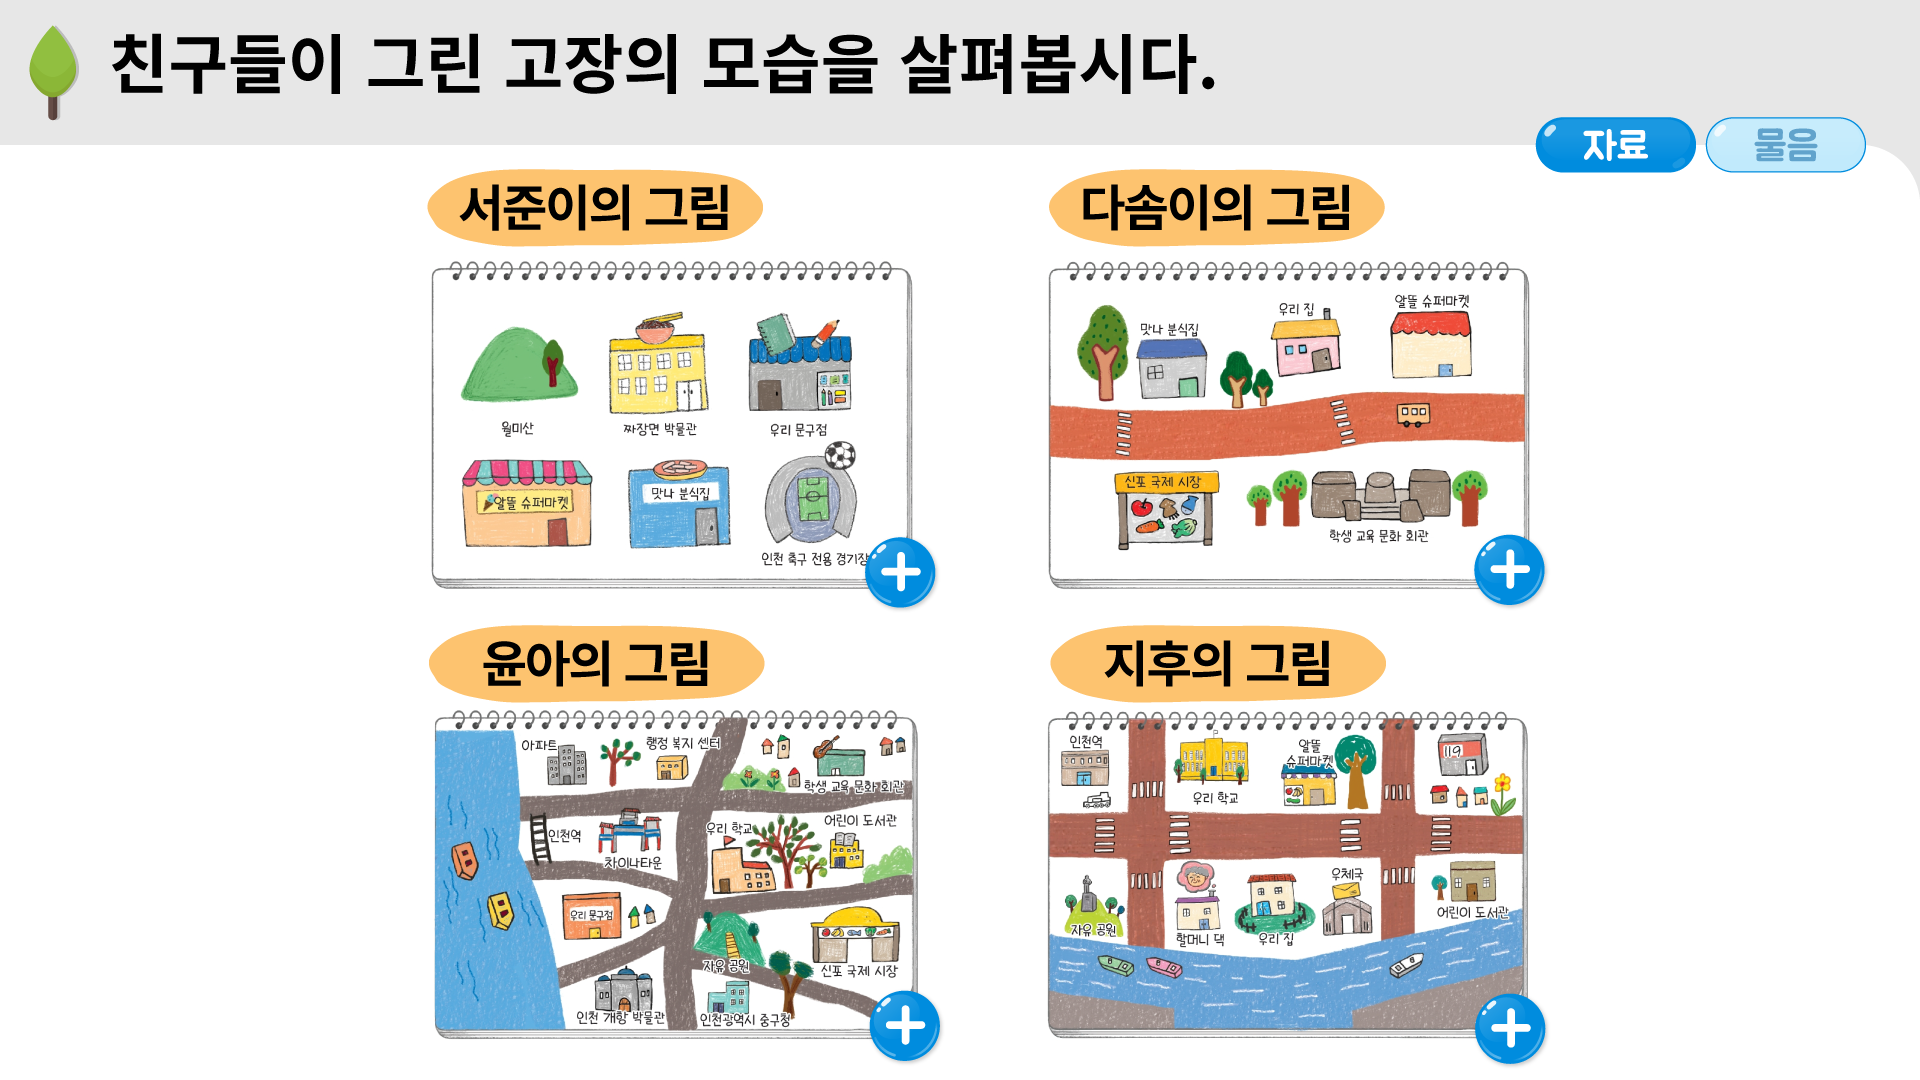 친구들이 그린 고장의 모습을 살펴봅시다.
자료
물음
서준이의 그림
월미산
짜장면 박물관
우리 문구점
알뜰 슈퍼마켓
맛나 분식집
인천 축구 전용 경기장
다솜이의 그림
맛나 분식집
우리 집
알뜰 슈퍼마켓
신포 국제 시장
학생 교육 문화 회관
윤아의 그림
아파트
행정 복지 센터
학생 교육 문화 회관
인천역
차이나타운
우리 학교
어린이 도서관
우리 문구점
자유 공원
신포 국제 시장
인천 개항 박물관
인천광역시 중구청
지후의 그림
인천역
우리 학교
알뜰
슈퍼마켓
119
자유 공원
할머니 댁
우리 집
우체국
어린이 도서관